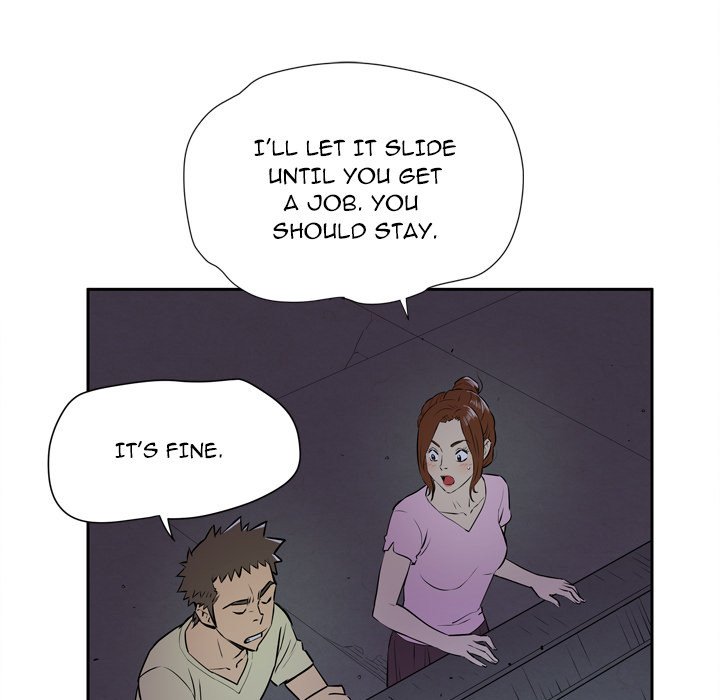 I'LL LET IT SLIDE
UNTIL YOU GET
A JOB. YOU
SHOULD STAY.
IT'S FINE.